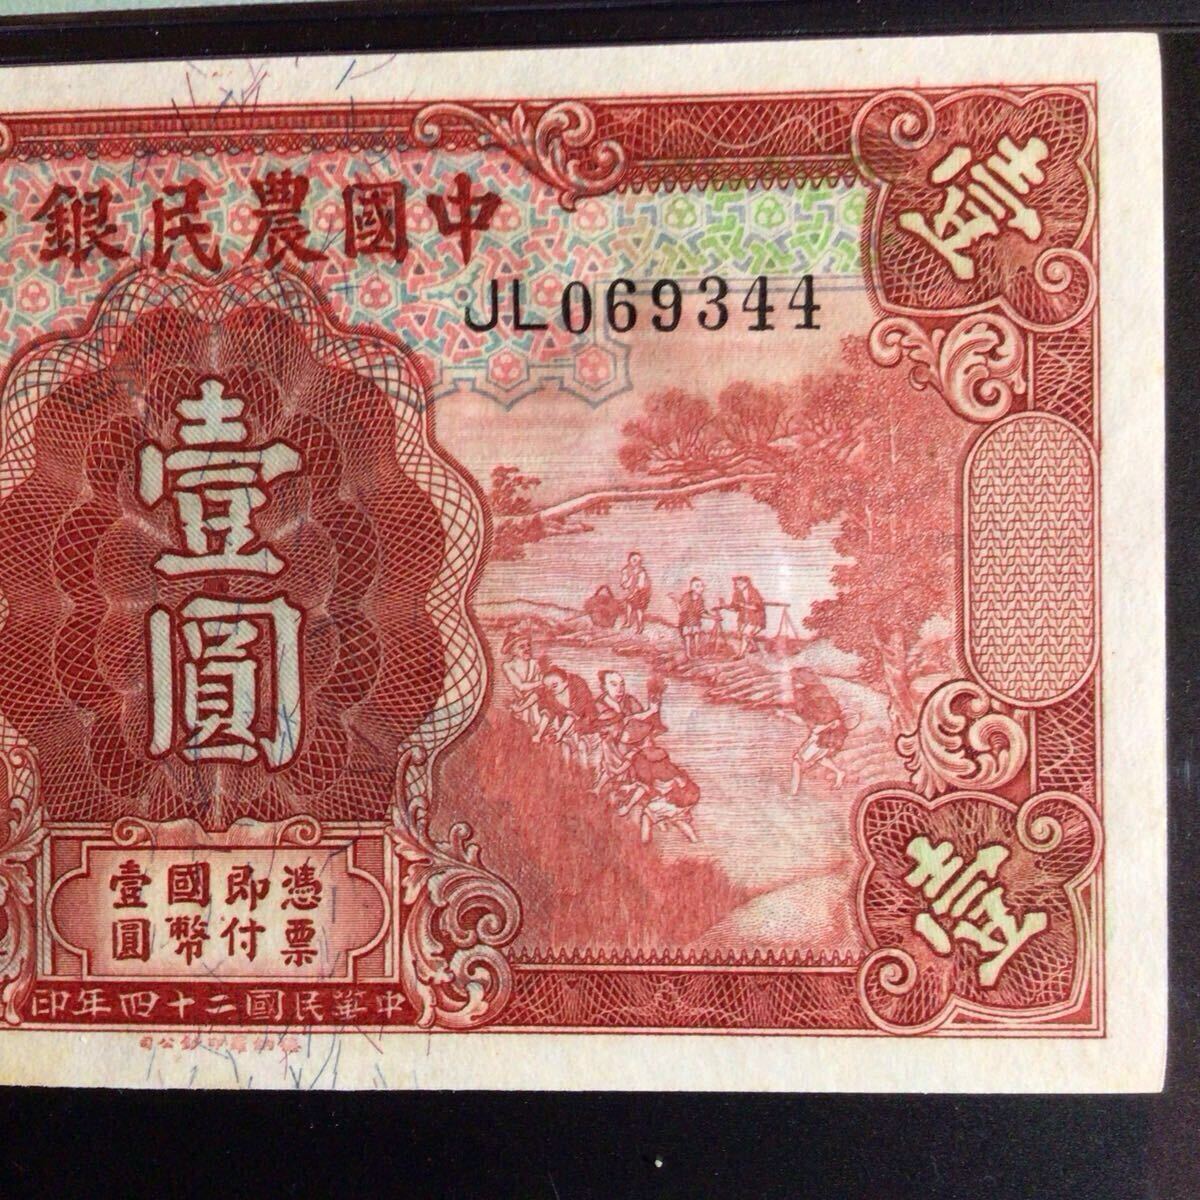 中國農民銀
JL069344
壹
壹圓
憑票即付國幣壹圓
壹
中華民國二十四年印